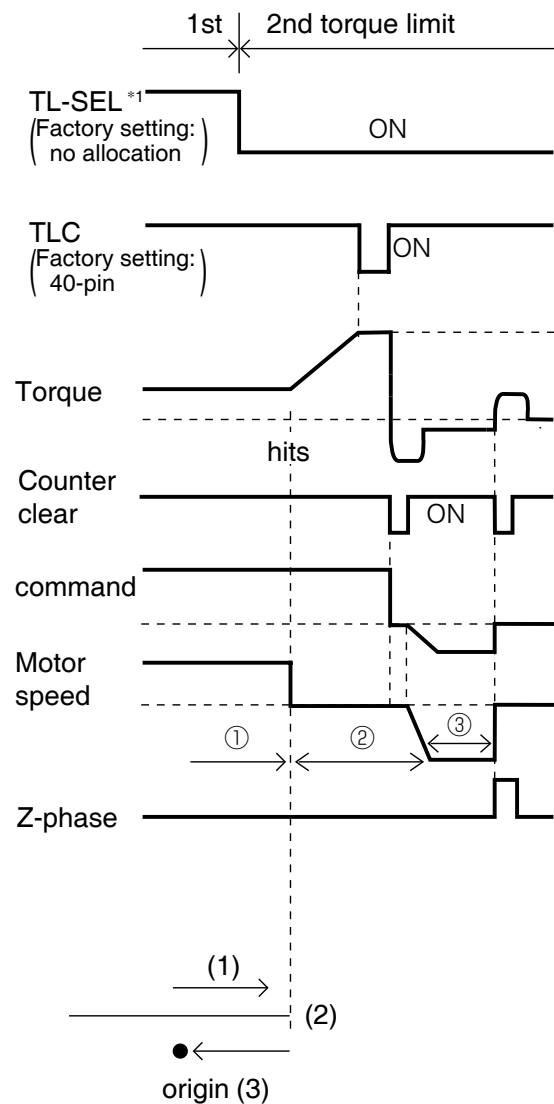 1st 2nd torque limit
TL-SEL *1
(Factory setting:
no allocation)
ON
TLC
(Factory setting:
40-pin)
ON
Torque
hits
Counter
clear
ON
command
Motor
speed
① ② ③
Z-phase
(1)
(2)
origin (3)